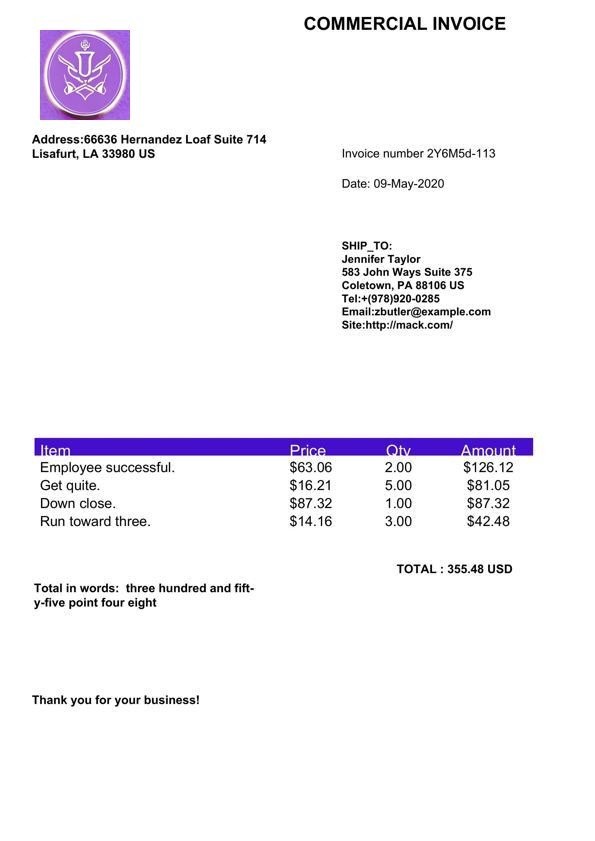 COMMERCIAL INVOICE
Address:66636 Hernandez Loaf Suite 714
Lisafurt, LA 33980 US
Invoice number 2Y6M5d-113
Date: 09-May-2020
SHIP_TO:
Jennifer Taylor
583 John Ways Suite 375
Coletown, PA 88106 US
Tel:+(978)920-0285
Email:zbutler@example.com
Site:http://mack.com/
Item Price Qty Amount
Employee successful. $63.06 2.00 $126.12
Get quite. $16.21 5.00 $81.05
Down close. $87.32 1.00 $87.32
Run toward three. $14.16 3.00 $42.48
TOTAL : 355.48 USD
Total in words:  three hundred and fift-
y-five point four eight
Thank you for your business!